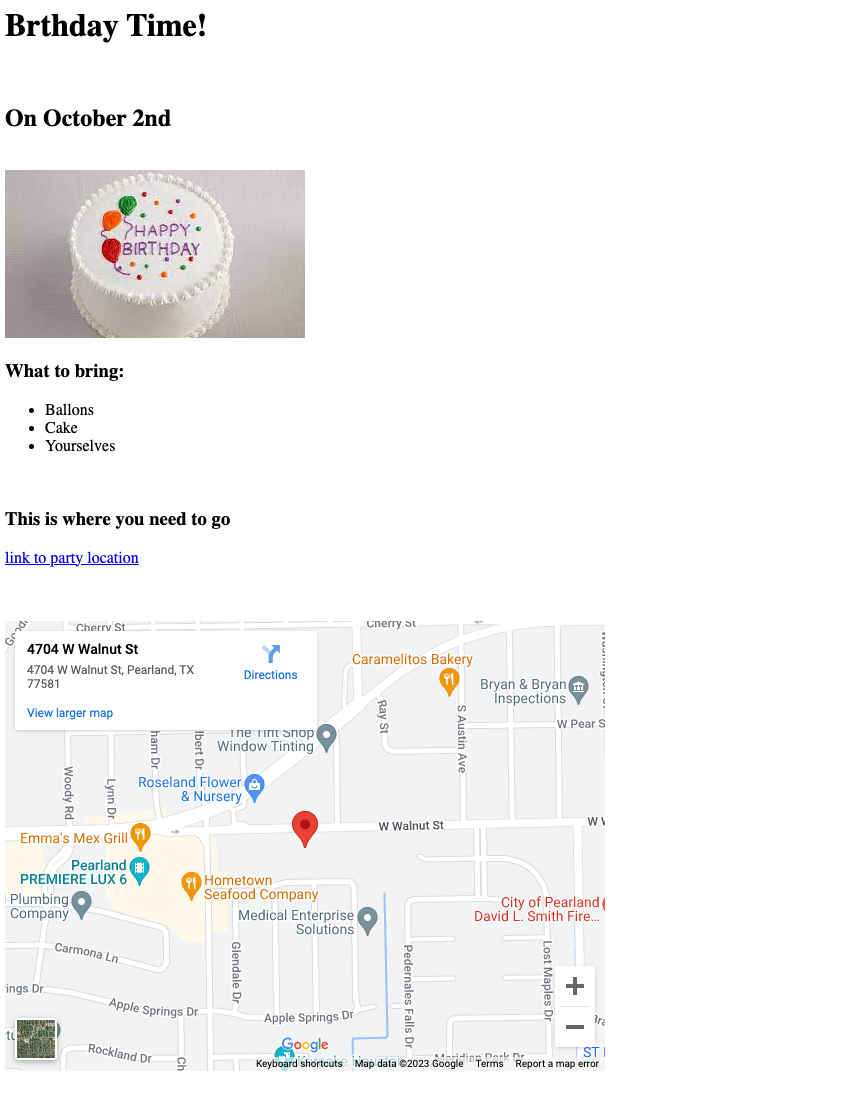 Brthday Time!
On October 2nd
HAPPY
BIRTHDAY
What to bring:
Ballons
Cake
Yourselves
This is where you need to go
link to party location
Cherry St
Cherry St
4704 W Walnut St
4704 W Walnut St, Pearland, TX
77581
Directions
View larger map
Caramelitos Bakery
Bryan & Bryan
Inspections
Ray St
S Austin Ave
W Pear S
The Tint Shop
Window Tinting
ham Dr
lbert Dr
Woody Rd
Lynn Dr
Roseland Flower
& Nursery
W Walnut St
W W
Emma's Mex Grill
Pearland
PREMIERE LUX 6
Hometown
Seafood Company
Plumbing
Company
Medical Enterprise
Solutions
City of Pearland
David L. Smith Fire...
Carmona Ln
Glendale Dr
Pedernales Falls Dr
Lost Maples Dr
ings Dr
Apple Springs Dr
Apple Springs Dr
Rockland Dr
Ch
Google
Meridian Park Dr
ST
Keyboard shortcuts
Map data ©2023 Google
Terms
Report a map error